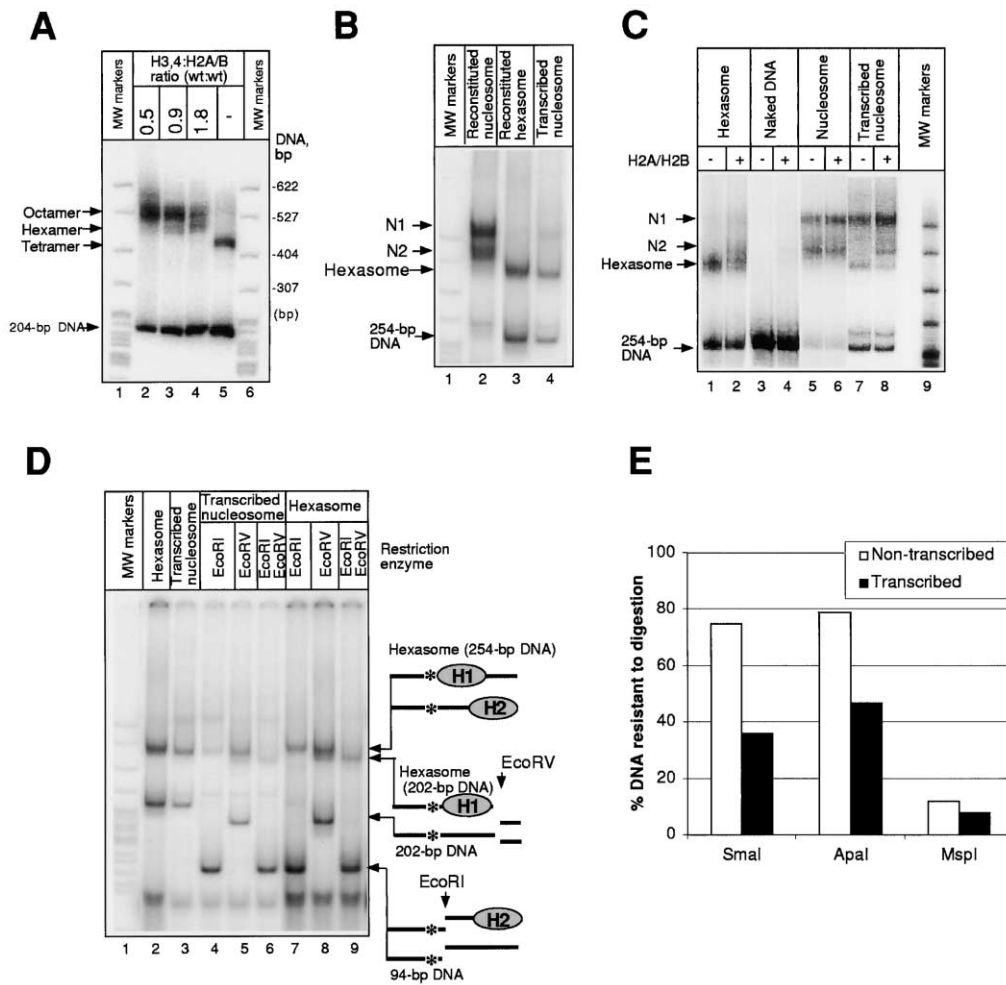 A
H3,4:H2A/B
ratio (wt:wt)
MW markers
0.5
0.9
1.8
-
MW markers
DNA,
bp
-622
Octamer
-527
Hexamer
Tetramer
-404
-307
(bp)
204-bp DNA
1 2 3 4 5 6
B
MW markers
Reconstituted
nucleosome
Reconstituted
hexasome
Transcribed
nucleosome
N1
N2
Hexasome
254-bp
DNA
1 2 3 4
C
Hexasome
Naked DNA
Nucleosome
Transcribed
nucleosome
MW markers
H2A/H2B
- + - + - + - +
N1
N2
Hexasome
254-bp
DNA
1 2 3 4 5 6 7 8 9
D
MW markers
Hexasome
Transcribed
nucleosome
Transcribed
nucleosome
Hexasome
EcoRI
EcoRV
EcoRI
EcoRV
EcoRI
EcoRV
EcoRI
EcoRV
Restriction
enzyme
Hexasome (254-bp DNA)
* H1
* H2
EcoRV
Hexasome
(202-bp DNA)
* H1
*
202-bp DNA
EcoRI
* H2
*
94-bp DNA
1 2 3 4 5 6 7 8 9
E
% DNA resistant to digestion
100
80
60
40
20
0
Non-transcribed
Transcribed
SmaI ApaI MspI